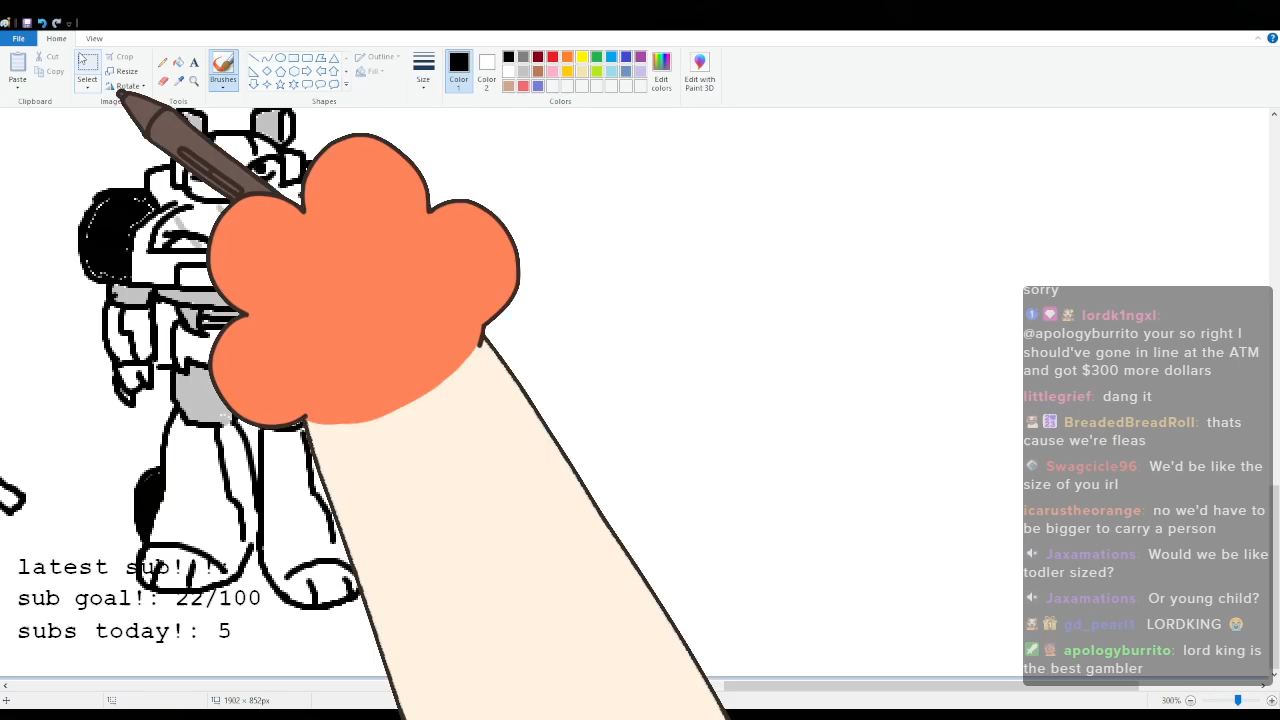 File Home View
Paste Cut Copy Select Crop Resize Rotate Brushes Outline Fill Size Color 1 Color 2 Edit colors Edit with Paint 3D
Clipboard Tools Shapes Colors
sorry
lordk1ngxl:
@apologyburrito your so right I
should've gone in line at the ATM
and got $300 more dollars
littlegrief: dang it
BreadedBreadRoll: thats
cause we're fleas
Swagcicle96: We'd be like the
size of you irl
icarustheorange: no we'd have to
be bigger to carry a person
Jaxamations: Would we be like
todler sized?
Jaxamations: Or young child?
gd_pearl1 LORDKING 😭
apologyburrito: lord king is
the best gambler
latest sub!
sub goal!: 22/100
subs today!: 5
1902 × 852px 300%